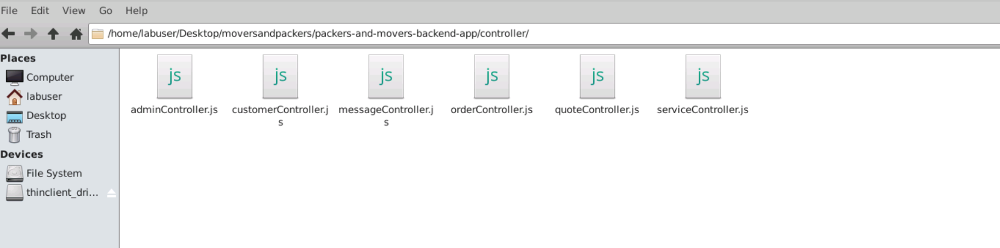 File Edit View Go Help
/home/labuser/Desktop/moversandpackers/packers-and-movers-backend-app/controller/
Places
Computer
labuser
Desktop
Trash
Devices
File System
thinclient_dri...
js js js js js js
adminController.js customerController.j messageController.j orderController.js quoteController.js serviceController.js
s s